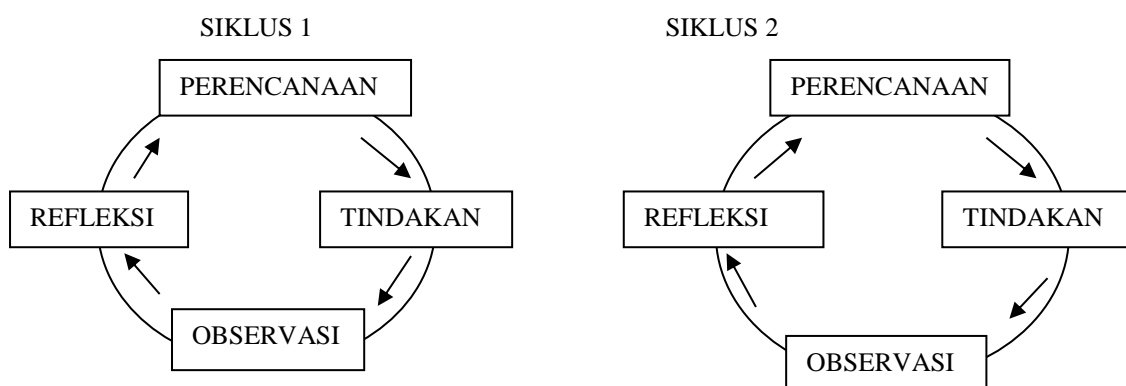 SIKLUS 1
PERENCANAAN
REFLEKSI
TINDAKAN
OBSERVASI
SIKLUS 2
PERENCANAAN
REFLEKSI
TINDAKAN
OBSERVASI